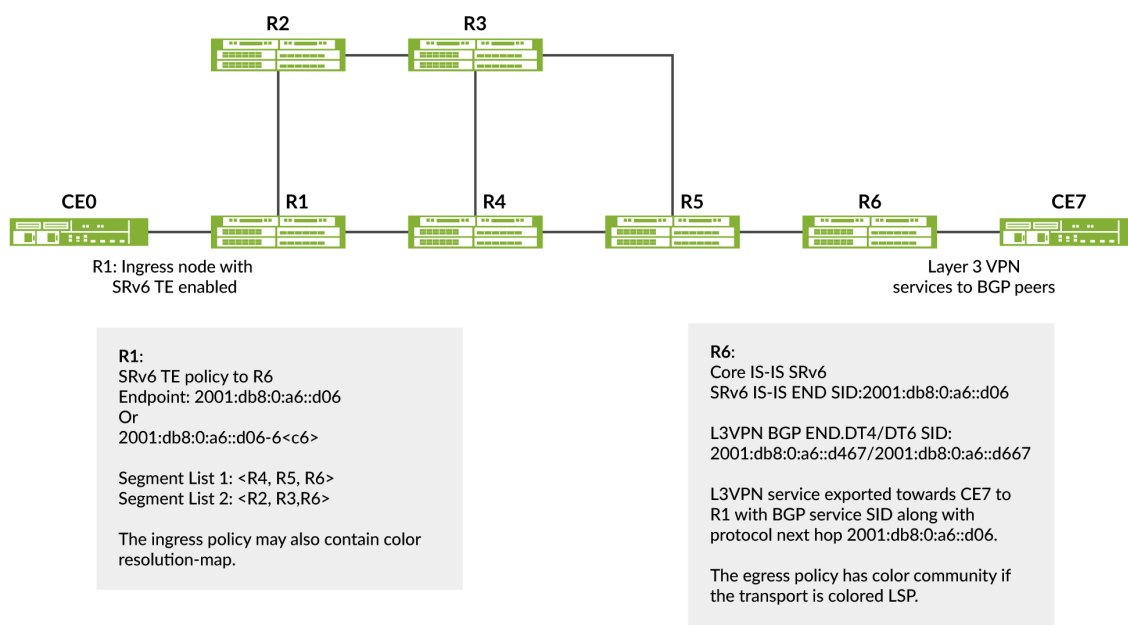 R2
R3
CE0
R1
R4
R5
R6
CE7
R1: Ingress node with
SRv6 TE enabled
Layer 3 VPN
services to BGP peers
R1:
SRv6 TE policy to R6
Endpoint: 2001:db8:0:a6::d06
Or
2001:db8:0:a6::d06-6<c6>
Segment List 1: <R4, R5, R6>
Segment List 2: <R2, R3,R6>
The ingress policy may also contain color
resolution-map.
R6:
Core IS-IS SRv6
SRv6 IS-IS END SID:2001:db8:0:a6::d06
L3VPN BGP END.DT4/DT6 SID:
2001:db8:0:a6::d467/2001:db8:0:a6::d667
L3VPN service exported towards CE7 to
R1 with BGP service SID along with
protocol next hop 2001:db8:0:a6::d06.
The egress policy has color community if
the transport is colored LSP.